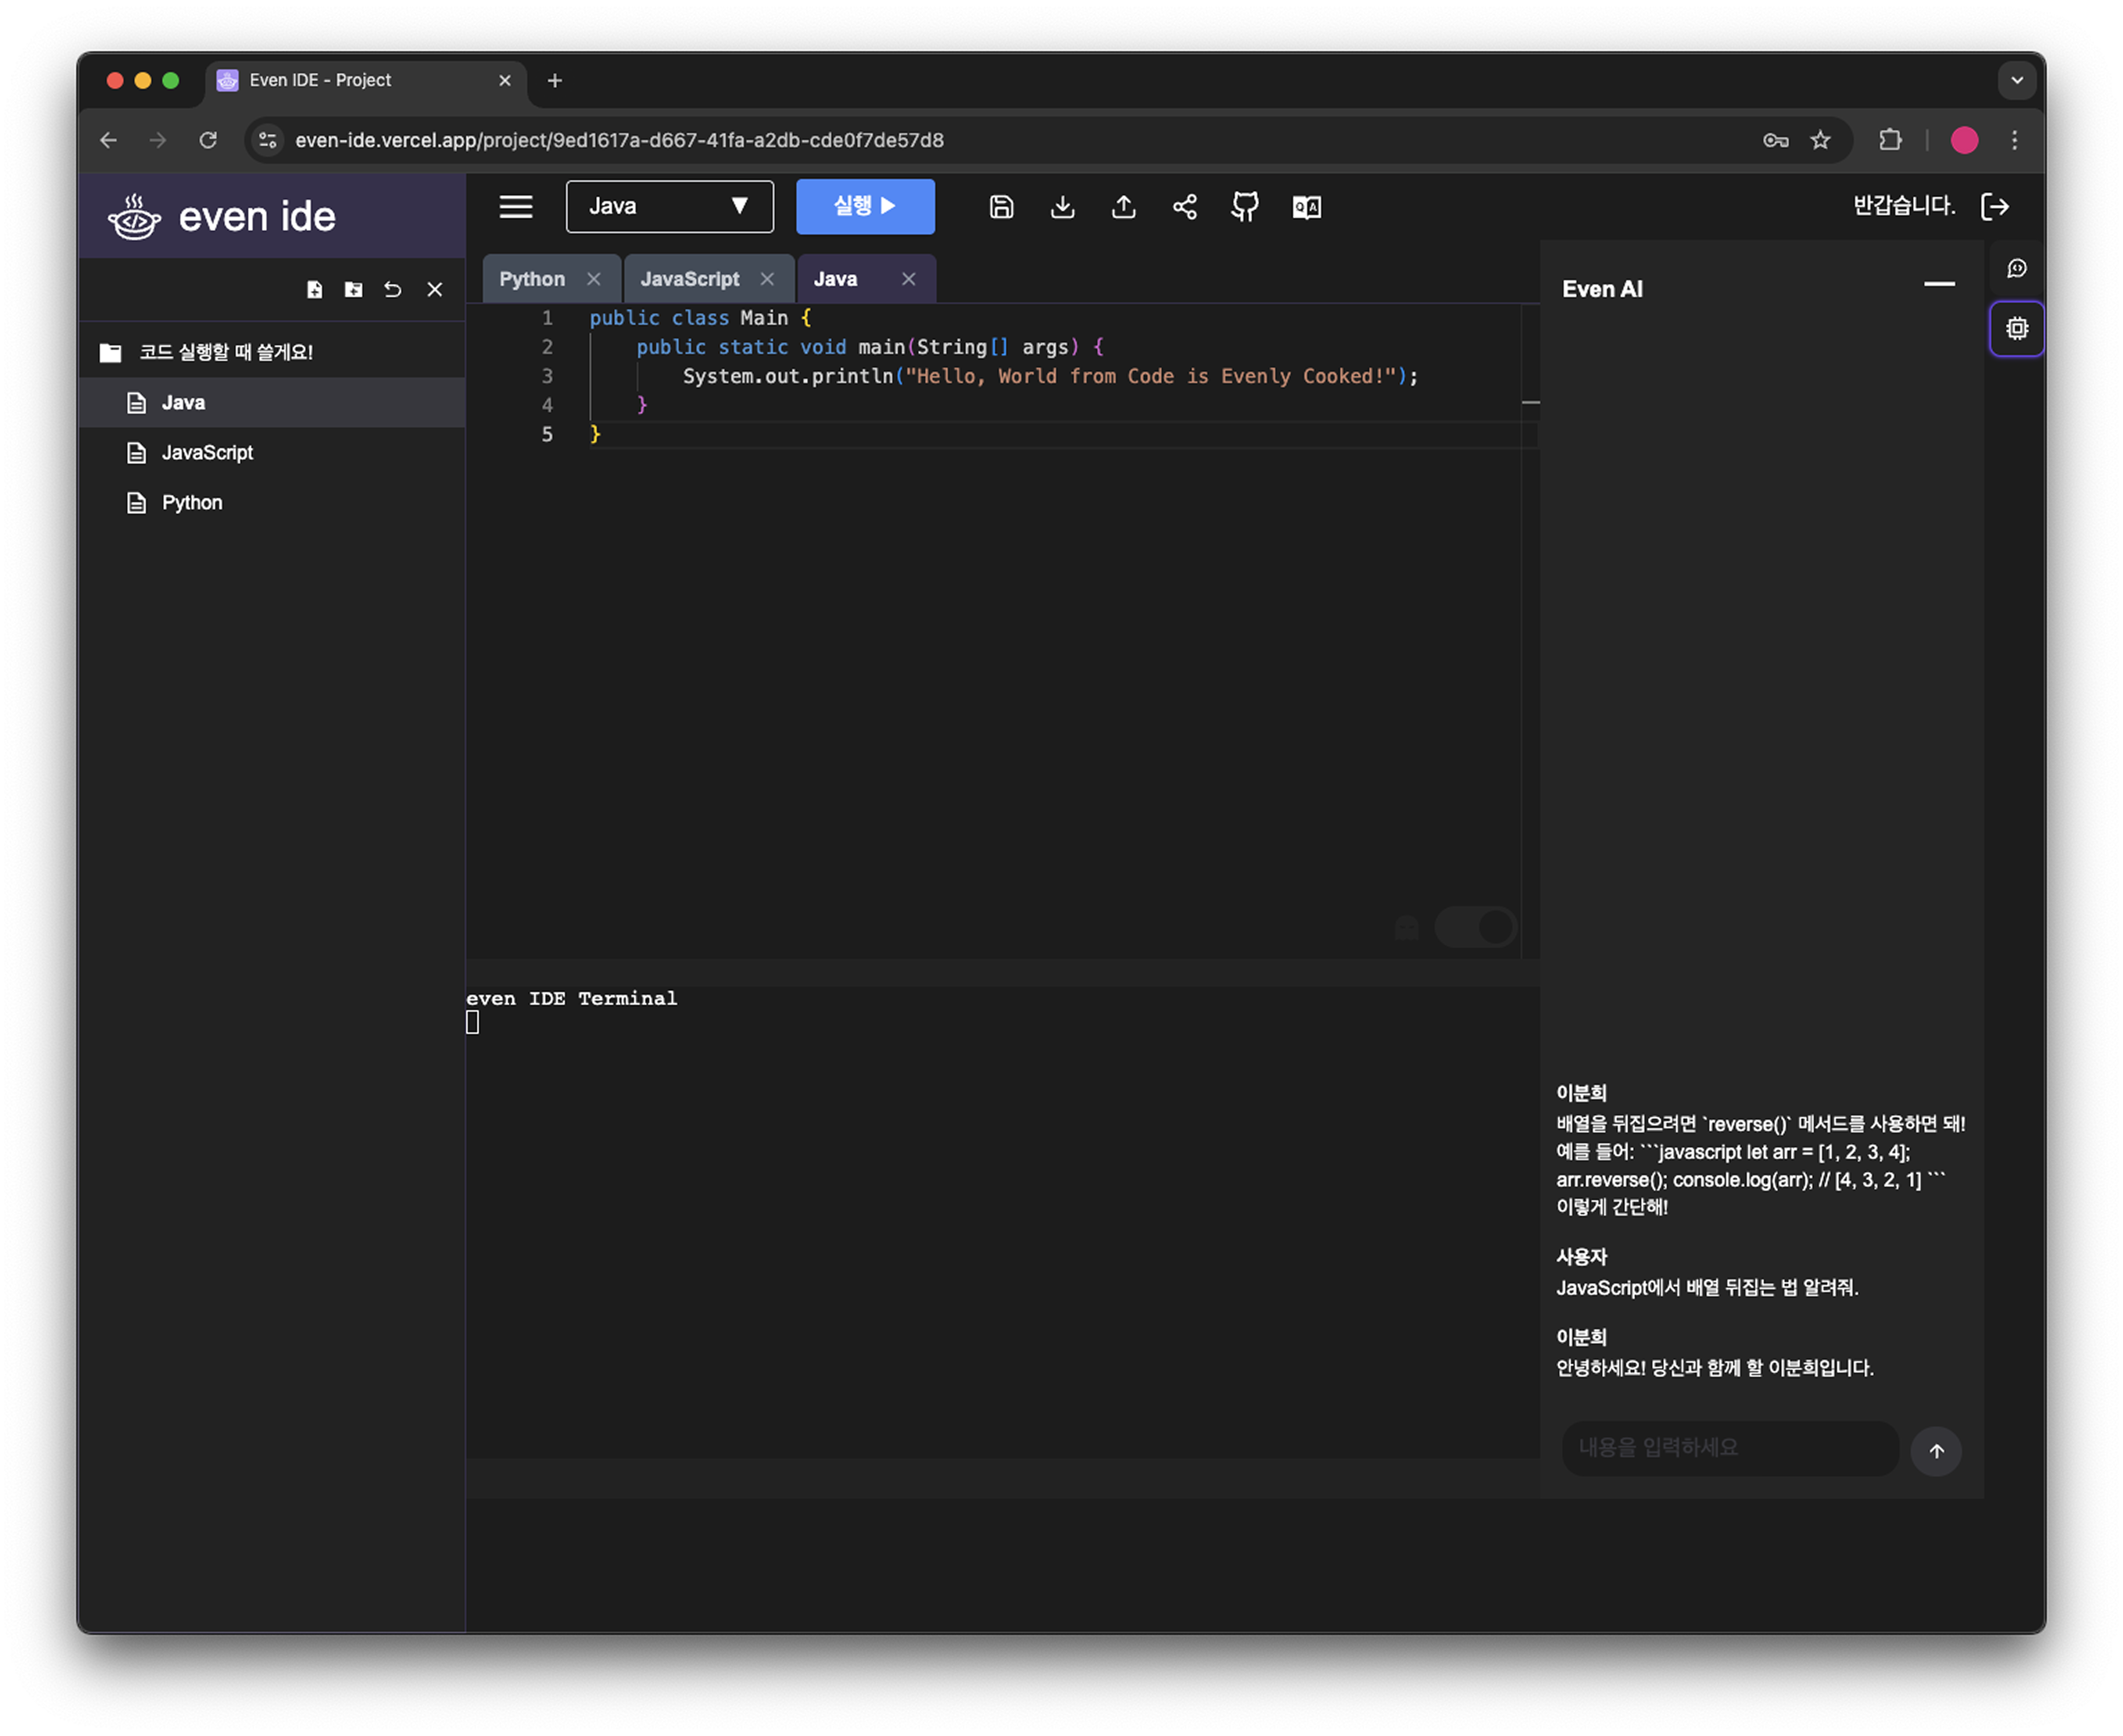 Even IDE - Project
even-ide.vercel.app/project/9ed1617a-d667-41fa-a2db-cde0f7de57d8
even ide
Java
실행
반갑습니다.
코드 실행할 때 쓸게요!
Java
JavaScript
Python
Python
JavaScript
Java
1 public class Main {
2 public static void main(String[] args) {
3 System.out.println("Hello, World from Code is Evenly Cooked!");
4 }
5 }
even IDE Terminal
Even AI
이분희
배열을 뒤집으려면 `reverse()` 메서드를 사용하면 돼!
예를 들어: ```javascript let arr = [1, 2, 3, 4];
arr.reverse(); console.log(arr); // [4, 3, 2, 1] ```
이렇게 간단해!
사용자
JavaScript에서 배열 뒤집는 법 알려줘.
이분희
안녕하세요! 당신과 함께 할 이분희입니다.
내용을 입력하세요